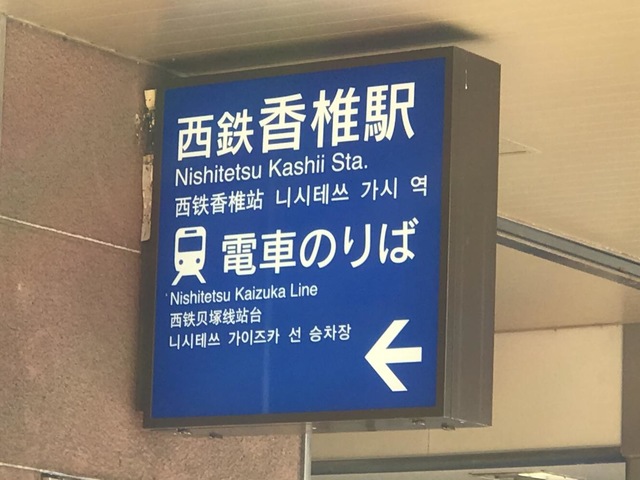 西鉄香椎駅
Nishitetsu Kashii Sta.
西铁香椎站 니시테쓰 가시 역
電車のりば
Nishitetsu Kaizuka Line
西铁贝塚线站台
니시테쓰 가이즈카 선 승차장